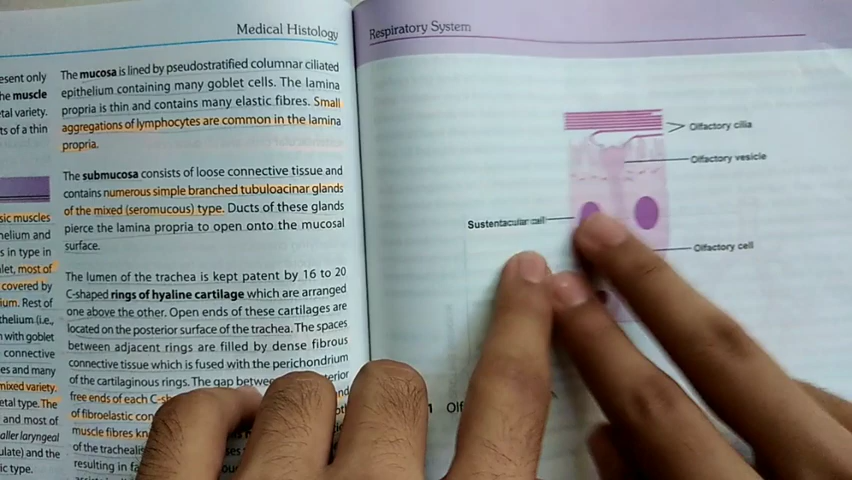 Medical Histology
Respiratory System
esent only
he muscle
etal variety.
ts of a thin
sic muscles
helium and
s in type in
let, most of
covered by
ium. Rest of
thelium (i.e.,
n with goblet
connective
es and many
mixed variety.
etal type. The
and most of
aller laryngeal
ulate) and the
ic type.
The mucosa is lined by pseudostratified columnar ciliated
epithelium containing many goblet cells. The lamina
propria is thin and contains many elastic fibres. Small
aggregations of lymphocytes are common in the lamina
propria.
The submucosa consists of loose connective tissue and
contains numerous simple branched tubuloacinar glands
of the mixed (seromucous) type. Ducts of these glands
pierce the lamina propria to open onto the mucosal
surface.
The lumen of the trachea is kept patent by 16 to 20
C-shaped rings of hyaline cartilage which are arranged
one above the other. Open ends of these cartilages are
located on the posterior surface of the trachea. The spaces
between adjacent rings are filled by dense fibrous
connective tissue which is fused with the perichondrium
of the cartilaginous rings. The gap
free ends of each
of fibroelastic
muscle fibres
of the
resulting in
Olfactory cilia
Olfactory vesicle
Sustentacular cell
Olfactory cell